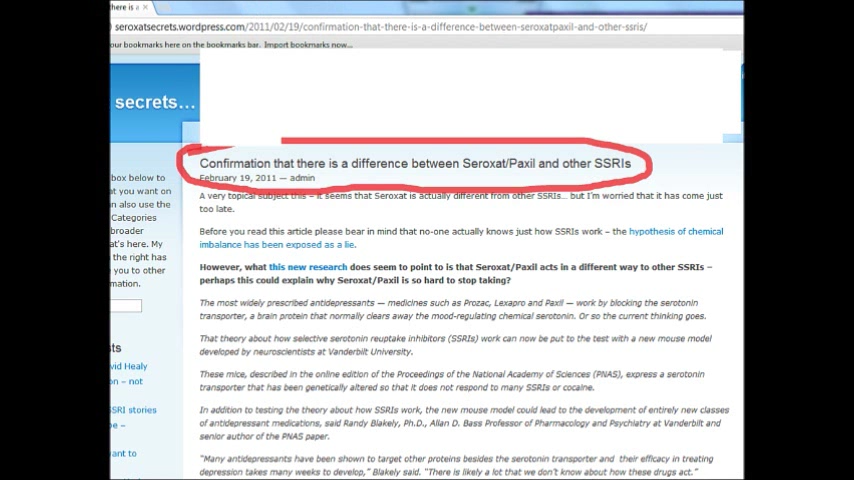 there is a
seroxatsecrets.wordpress.com/2011/02/19/confirmation-that-there-is-a-difference-between-seroxatpaxil-and-other-ssris/
our bookmarks here on the bookmarks bar. Import bookmarks now...
secrets...
Confirmation that there is a difference between Seroxat/Paxil and other SSRIs
February 19, 2011 — admin
A very topical subject this – it seems that Seroxat is actually different from other SSRIs... but I'm worried that it has come just
too late.
Before you read this article please bear in mind that no-one actually knows just how SSRIs work – the hypothesis of chemical
imbalance has been exposed as a lie.
However, what this new research does seem to point to is that Seroxat/Paxil acts in a different way to other SSRIs –
perhaps this could explain why Seroxat/Paxil is so hard to stop taking?
The most widely prescribed antidepressants — medicines such as Prozac, Lexapro and Paxil — work by blocking the serotonin
transporter, a brain protein that normally clears away the mood-regulating chemical serotonin. Or so the current thinking goes.
That theory about how selective serotonin reuptake inhibitors (SSRIs) work can now be put to the test with a new mouse model
developed by neuroscientists at Vanderbilt University.
These mice, described in the online edition of the Proceedings of the National Academy of Sciences (PNAS), express a serotonin
transporter that has been genetically altered so that it does not respond to many SSRIs or cocaine.
In addition to testing the theory about how SSRIs work, the new mouse model could lead to the development of entirely new classes
of antidepressant medications, said Randy Blakely, Ph.D., Allan D. Bass Professor of Pharmacology and Psychiatry at Vanderbilt and
senior author of the PNAS paper.
"Many antidepressants have been shown to target other proteins besides the serotonin transporter and their efficacy in treating
depression takes many weeks to develop," Blakely said. "There is likely a lot that we don't know about how these drugs act."
box below to
at you want on
n also use the
Categories
broader
at's here. My
the right has
you to other
mation.
ts
vid Healy
on – not
SSRI stories
be –
ant to